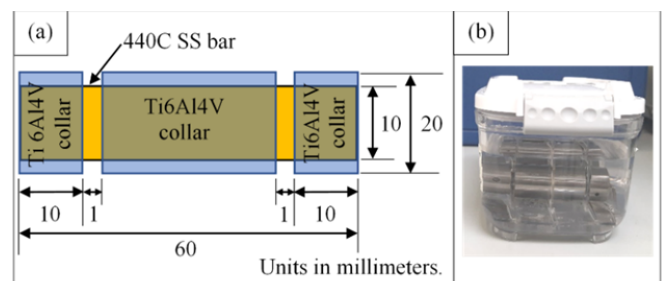 (a)
440C SS bar
Ti 6Al4V
collar
Ti6Al4V
collar
Ti6Al4V
collar
10
20
10
1
1
10
60
Units in millimeters.
(b)